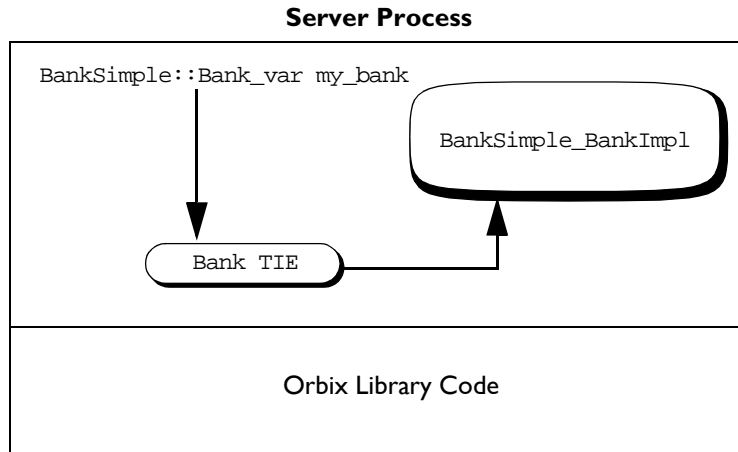 Server Process
BankSimple::Bank_var my_bank
BankSimple_BankImpl
Bank TIE
Orbix Library Code